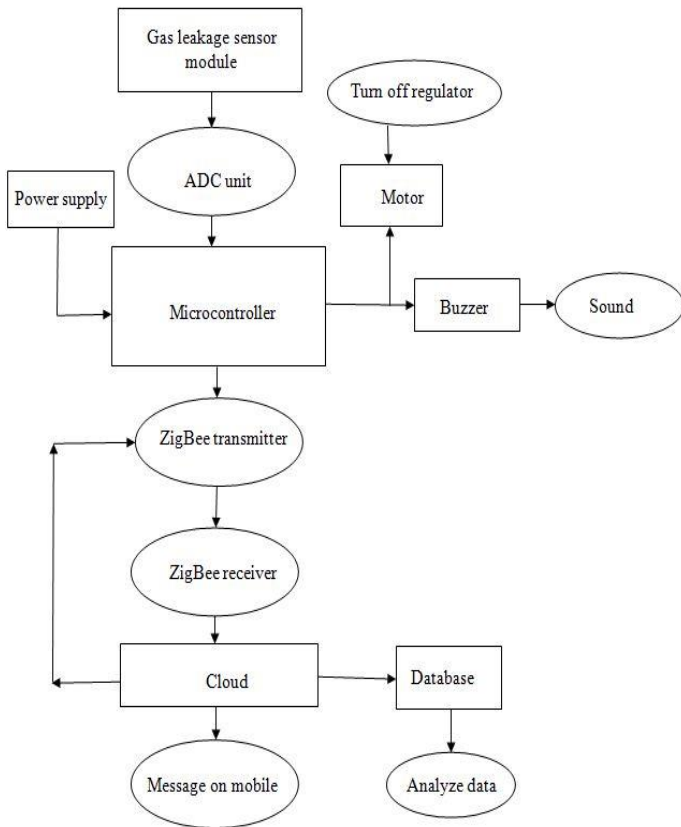 Gas leakage sensor
module
Turn off regulator
ADC unit
Power supply
Motor
Microcontroller
Buzzer
Sound
ZigBee transmitter
ZigBee receiver
Cloud
Database
Message on mobile
Analyze data